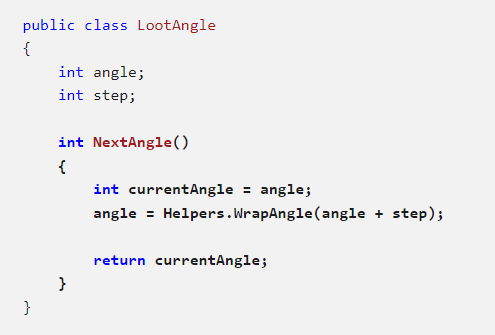 public class LootAngle
{
    int angle;
    int step;

    int NextAngle()
    {
        int currentAngle = angle;
        angle = Helpers.WrapAngle(angle + step);

        return currentAngle;
    }
}